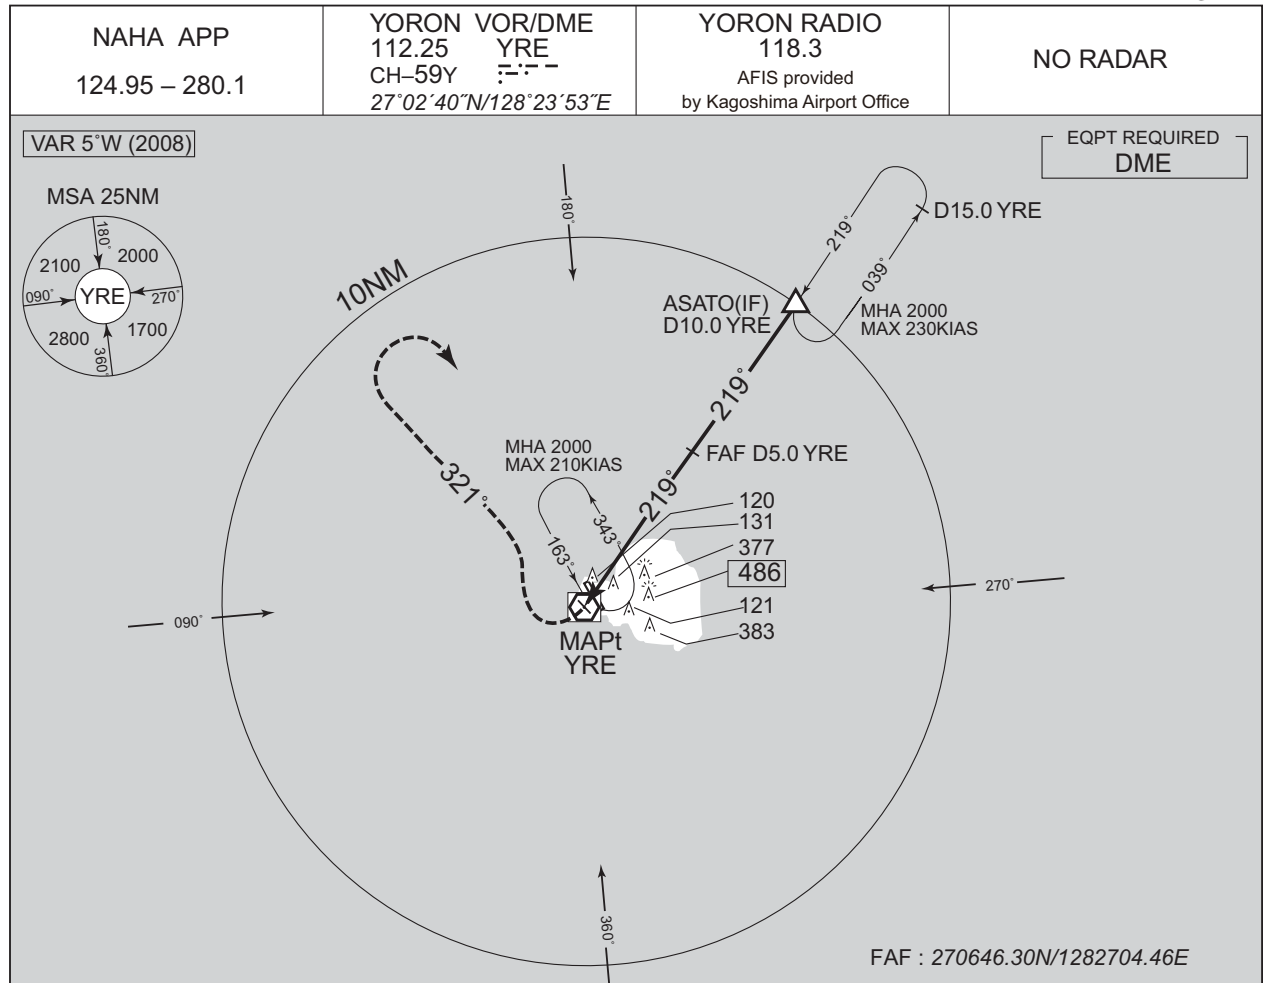 NAHA APP
124.95 – 280.1
YORON VOR/DME
112.25 YRE
CH–59Y
27°02´40˝N/128°23´53˝E
YORON RADIO
118.3
AFIS provided
by Kagoshima Airport Office
NO RADAR
VAR 5°W (2008)
EQPT REQUIRED
DME
MSA 25NM
180°
2100
2000
090°
YRE
270°
2800
1700
360°
180°
10NM
219°
D15.0 YRE
039°
ASATO(IF)
D10.0 YRE
MHA 2000
MAX 230KIAS
219°
FAF D5.0 YRE
MHA 2000
MAX 210KIAS
321°
219°
343°
163°
120
131
377
486
121
383
270°
090°
MAPt
YRE
360°
FAF : 270646.30N/1282704.46E